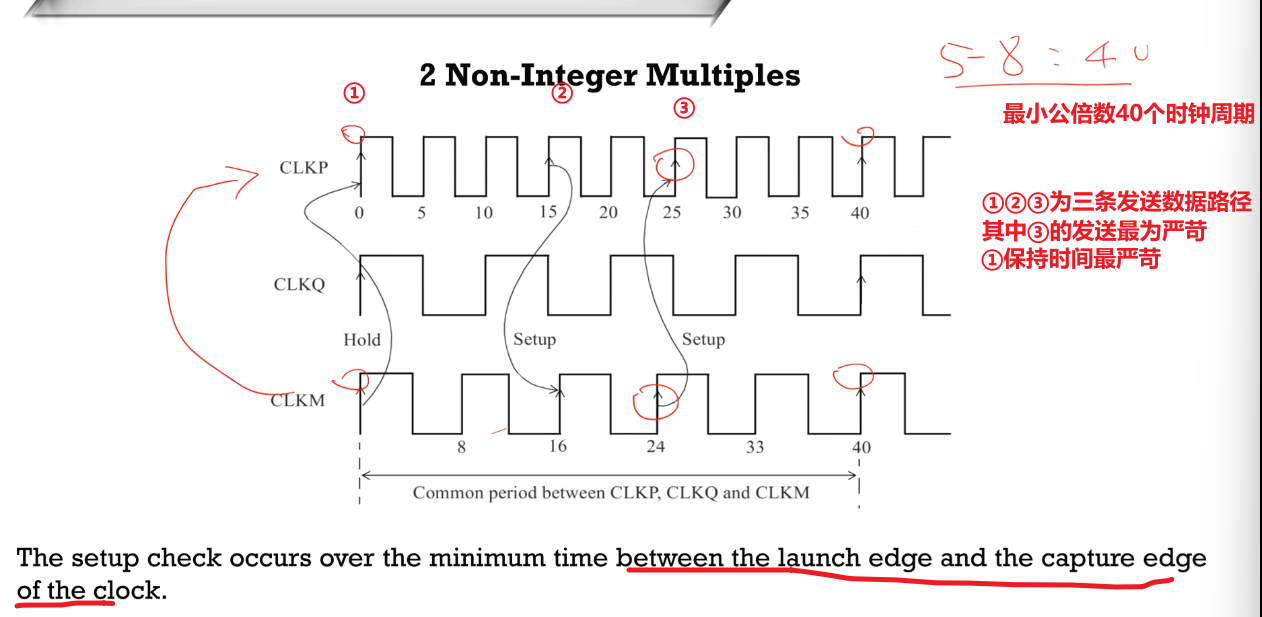 2 Non-Integer Multiples
5-8 : 40
最小公倍数40个时钟周期
① ② ③
CLKP
0 5 10 15 20 25 30 35 40
①②③为三条发送数据路径
其中③的发送最为严苛
①保持时间最严苛
CLKQ
Hold Setup Setup
CLKM
8 16 24 33 40
Common period between CLKP, CLKQ and CLKM
The setup check occurs over the minimum time between the launch edge and the capture edge
of the clock.